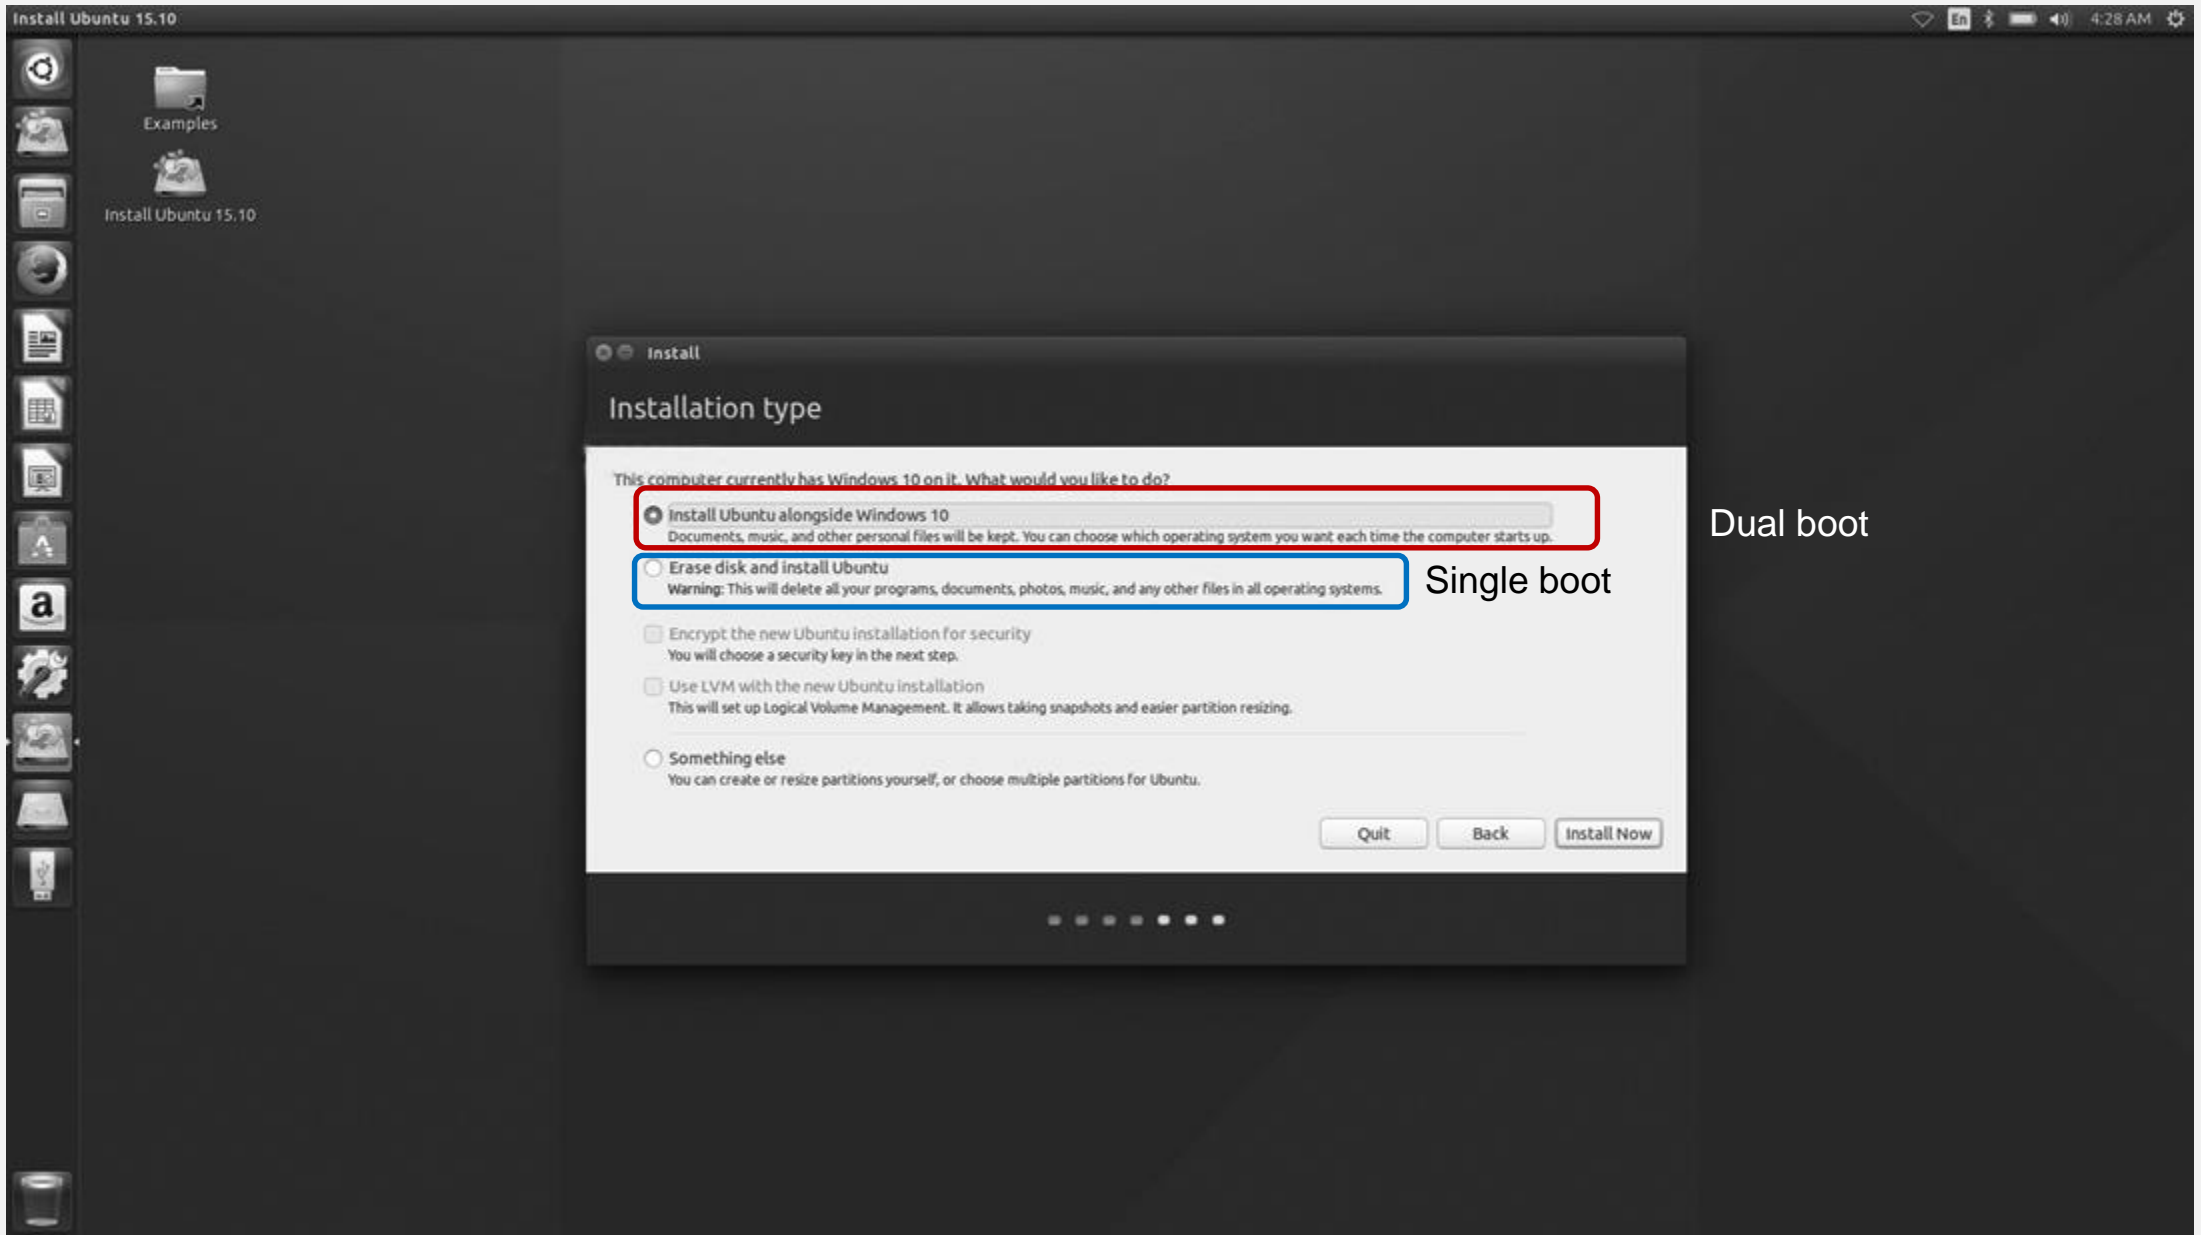 Install Ubuntu 15.10
En
4:28 AM
Examples
Install Ubuntu 15.10
Install
Installation type
This computer currently has Windows 10 on it. What would you like to do?
Install Ubuntu alongside Windows 10
Documents, music, and other personal files will be kept. You can choose which operating system you want each time the computer starts up.
Dual boot
Erase disk and install Ubuntu
Warning: This will delete all your programs, documents, photos, music, and any other files in all operating systems.
Single boot
Encrypt the new Ubuntu installation for security
You will choose a security key in the next step.
Use LVM with the new Ubuntu installation
This will set up Logical Volume Management. It allows taking snapshots and easier partition resizing.
Something else
You can create or resize partitions yourself, or choose multiple partitions for Ubuntu.
Quit
Back
Install Now
a